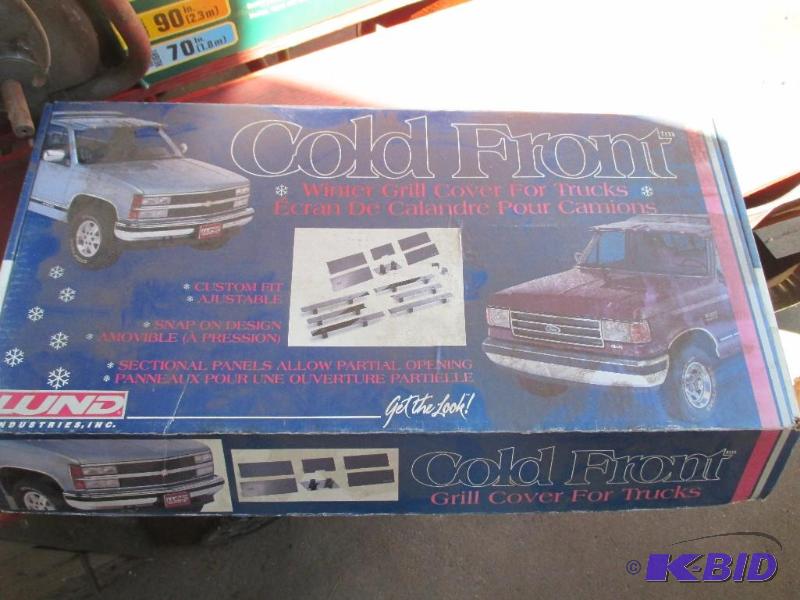 90 in. (2.3 m)
70 in. (1.8 m)
Cold Front™
Winter Grill Cover For Trucks
Écran De Calandre Pour Camions
* CUSTOM FIT
* AJUSTABLE
* SNAP ON DESIGN
* AMOVIBLE (À PRESSION)
* SECTIONAL PANELS ALLOW PARTIAL OPENING
* PANNEAUX POUR UNE OUVERTURE PARTIELLE
LUND
INDUSTRIES, INC.
Get the Look!
Cold Front™
Grill Cover For Trucks
© K-BID